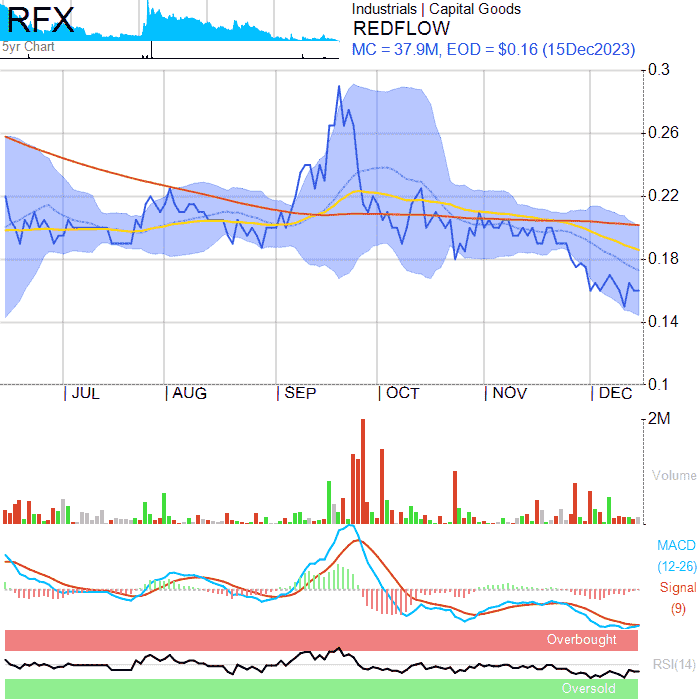 RFX
5yr Chart
Industrials | Capital Goods
REDFLOW
MC = 37.9M, EOD = $0.16 (15Dec2023)
0.3
0.26
0.22
0.18
0.14
0.1
JUL AUG SEP OCT NOV DEC
2M
Volume
MACD
(12-26)
Signal
(9)
Overbought
RSI(14)
Oversold